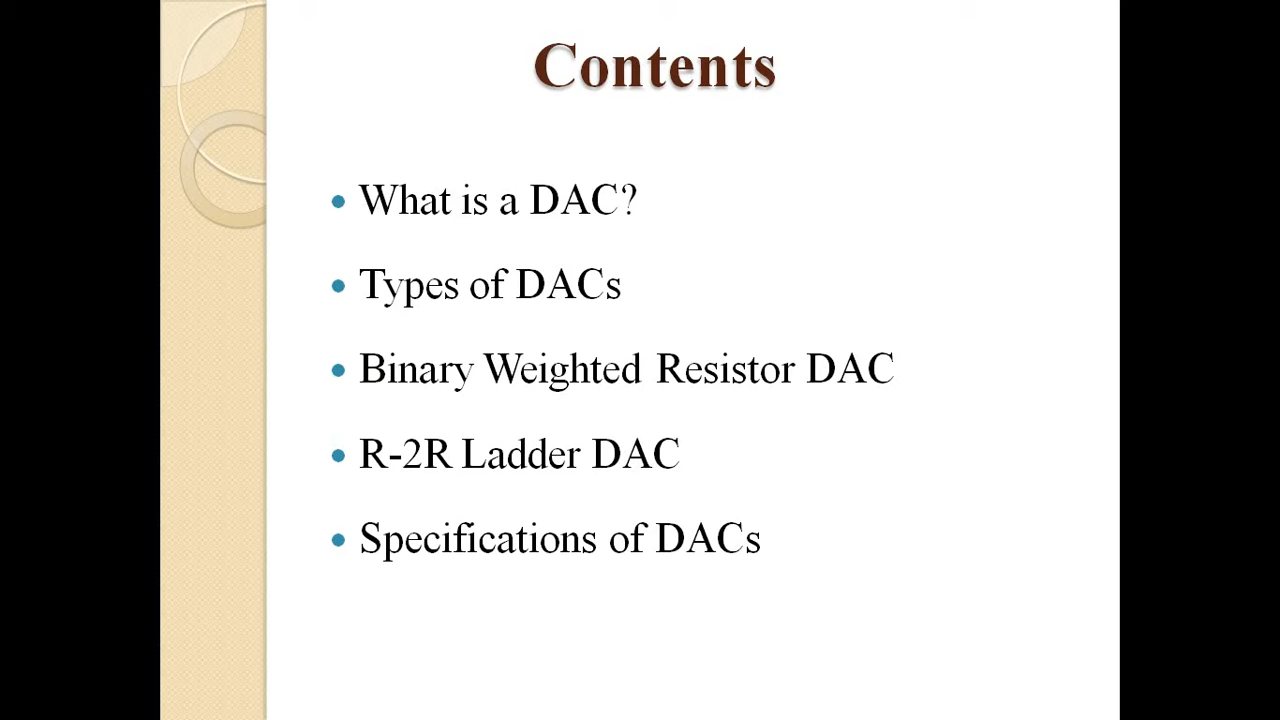 Contents
• What is a DAC?
• Types of DACs
• Binary Weighted Resistor DAC
• R-2R Ladder DAC
• Specifications of DACs